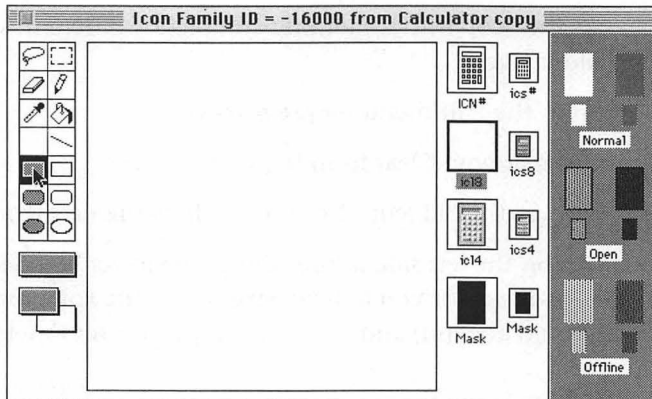 Icon Family ID = -16000 from Calculator copy
ICN#
ics#
icl8
ics8
icl4
ics4
Mask
Mask
Normal
Open
Offline